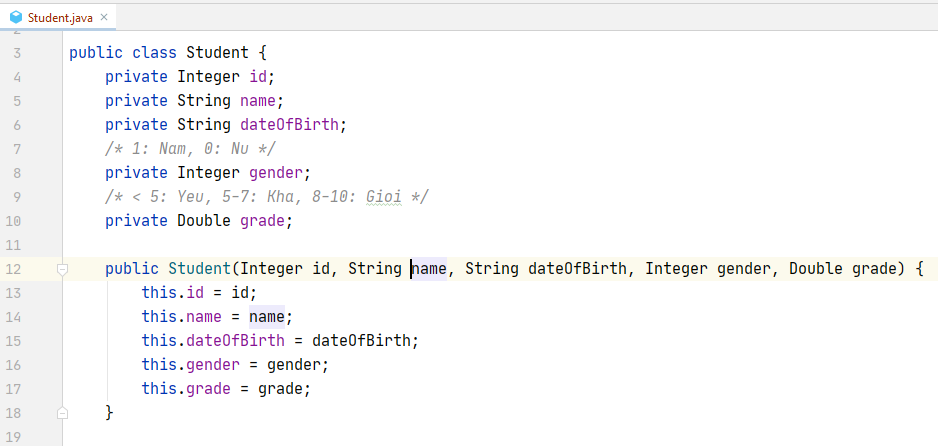 Student.java ×
2
3 public class Student {
4     private Integer id;
5     private String name;
6     private String dateOfBirth;
7     /* 1: Nam, 0: Nu */
8     private Integer gender;
9     /* < 5: Yeu, 5-7: Kha, 8-10: Gioi */
10     private Double grade;
11
12     public Student(Integer id, String name, String dateOfBirth, Integer gender, Double grade) {
13         this.id = id;
14         this.name = name;
15         this.dateOfBirth = dateOfBirth;
16         this.gender = gender;
17         this.grade = grade;
18     }
19